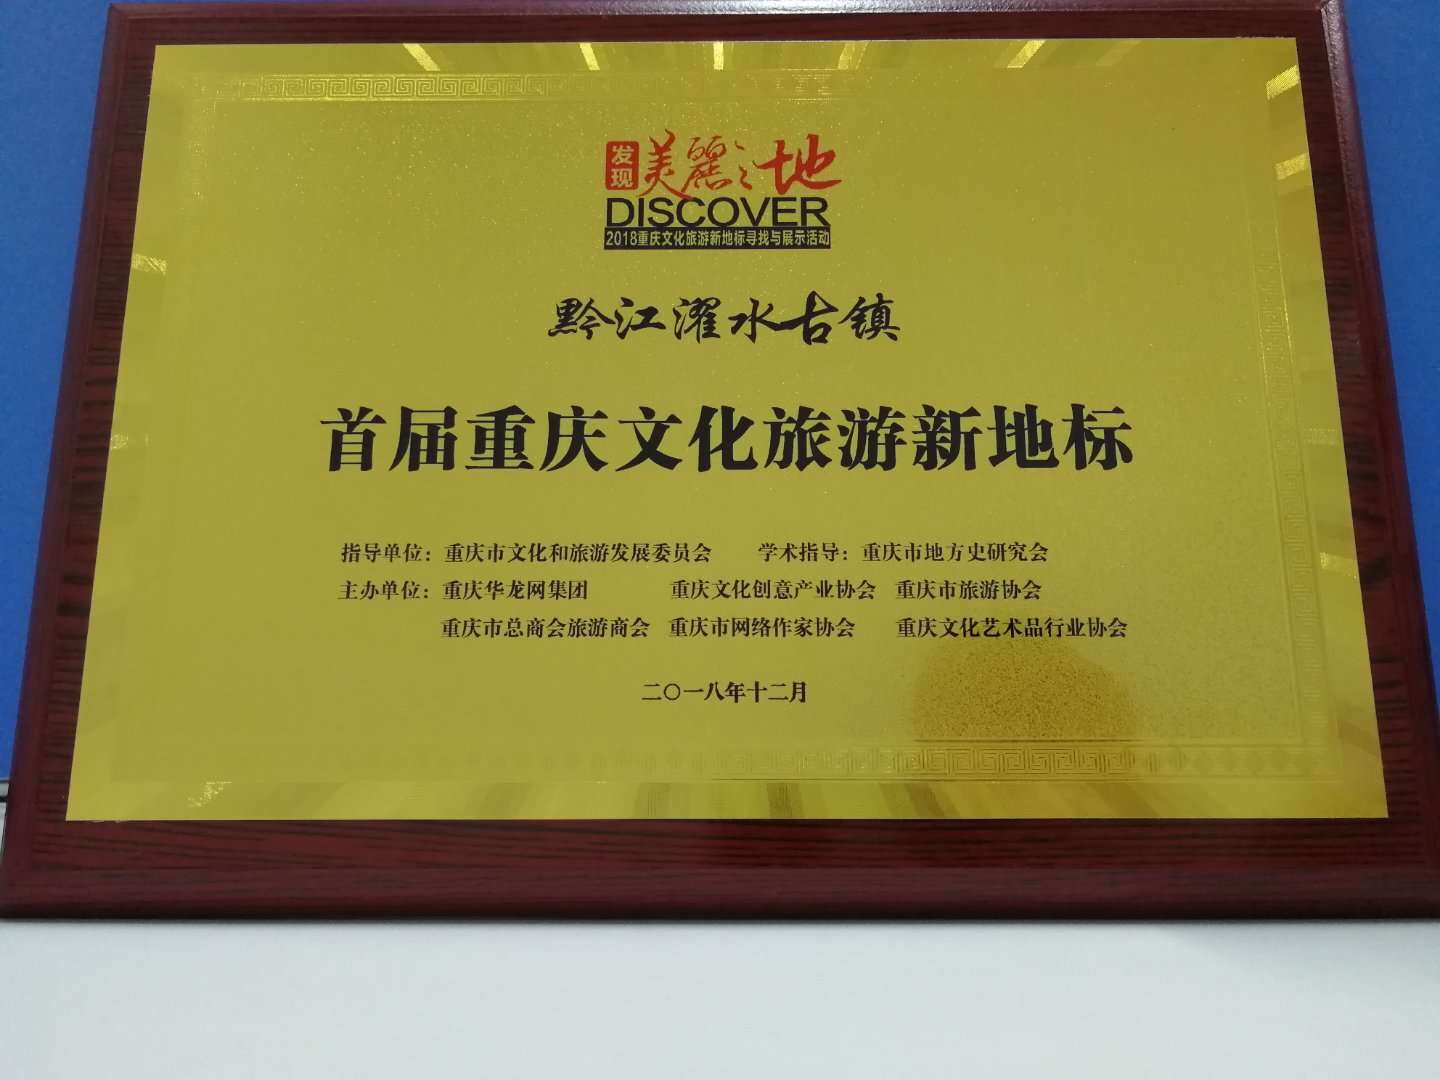 发现美麗之地
DISCOVER
2018重庆文化旅游新地标寻找与展示活动
黔江濯水古镇
首届重庆文化旅游新地标
指导单位：重庆市文化和旅游发展委员会 学术指导：重庆市地方史研究会
主办单位：重庆华龙网集团 重庆文化创意产业协会 重庆市旅游协会
重庆市总商会旅游商会 重庆市网络作家协会 重庆文化艺术品行业协会
二〇一八年十二月